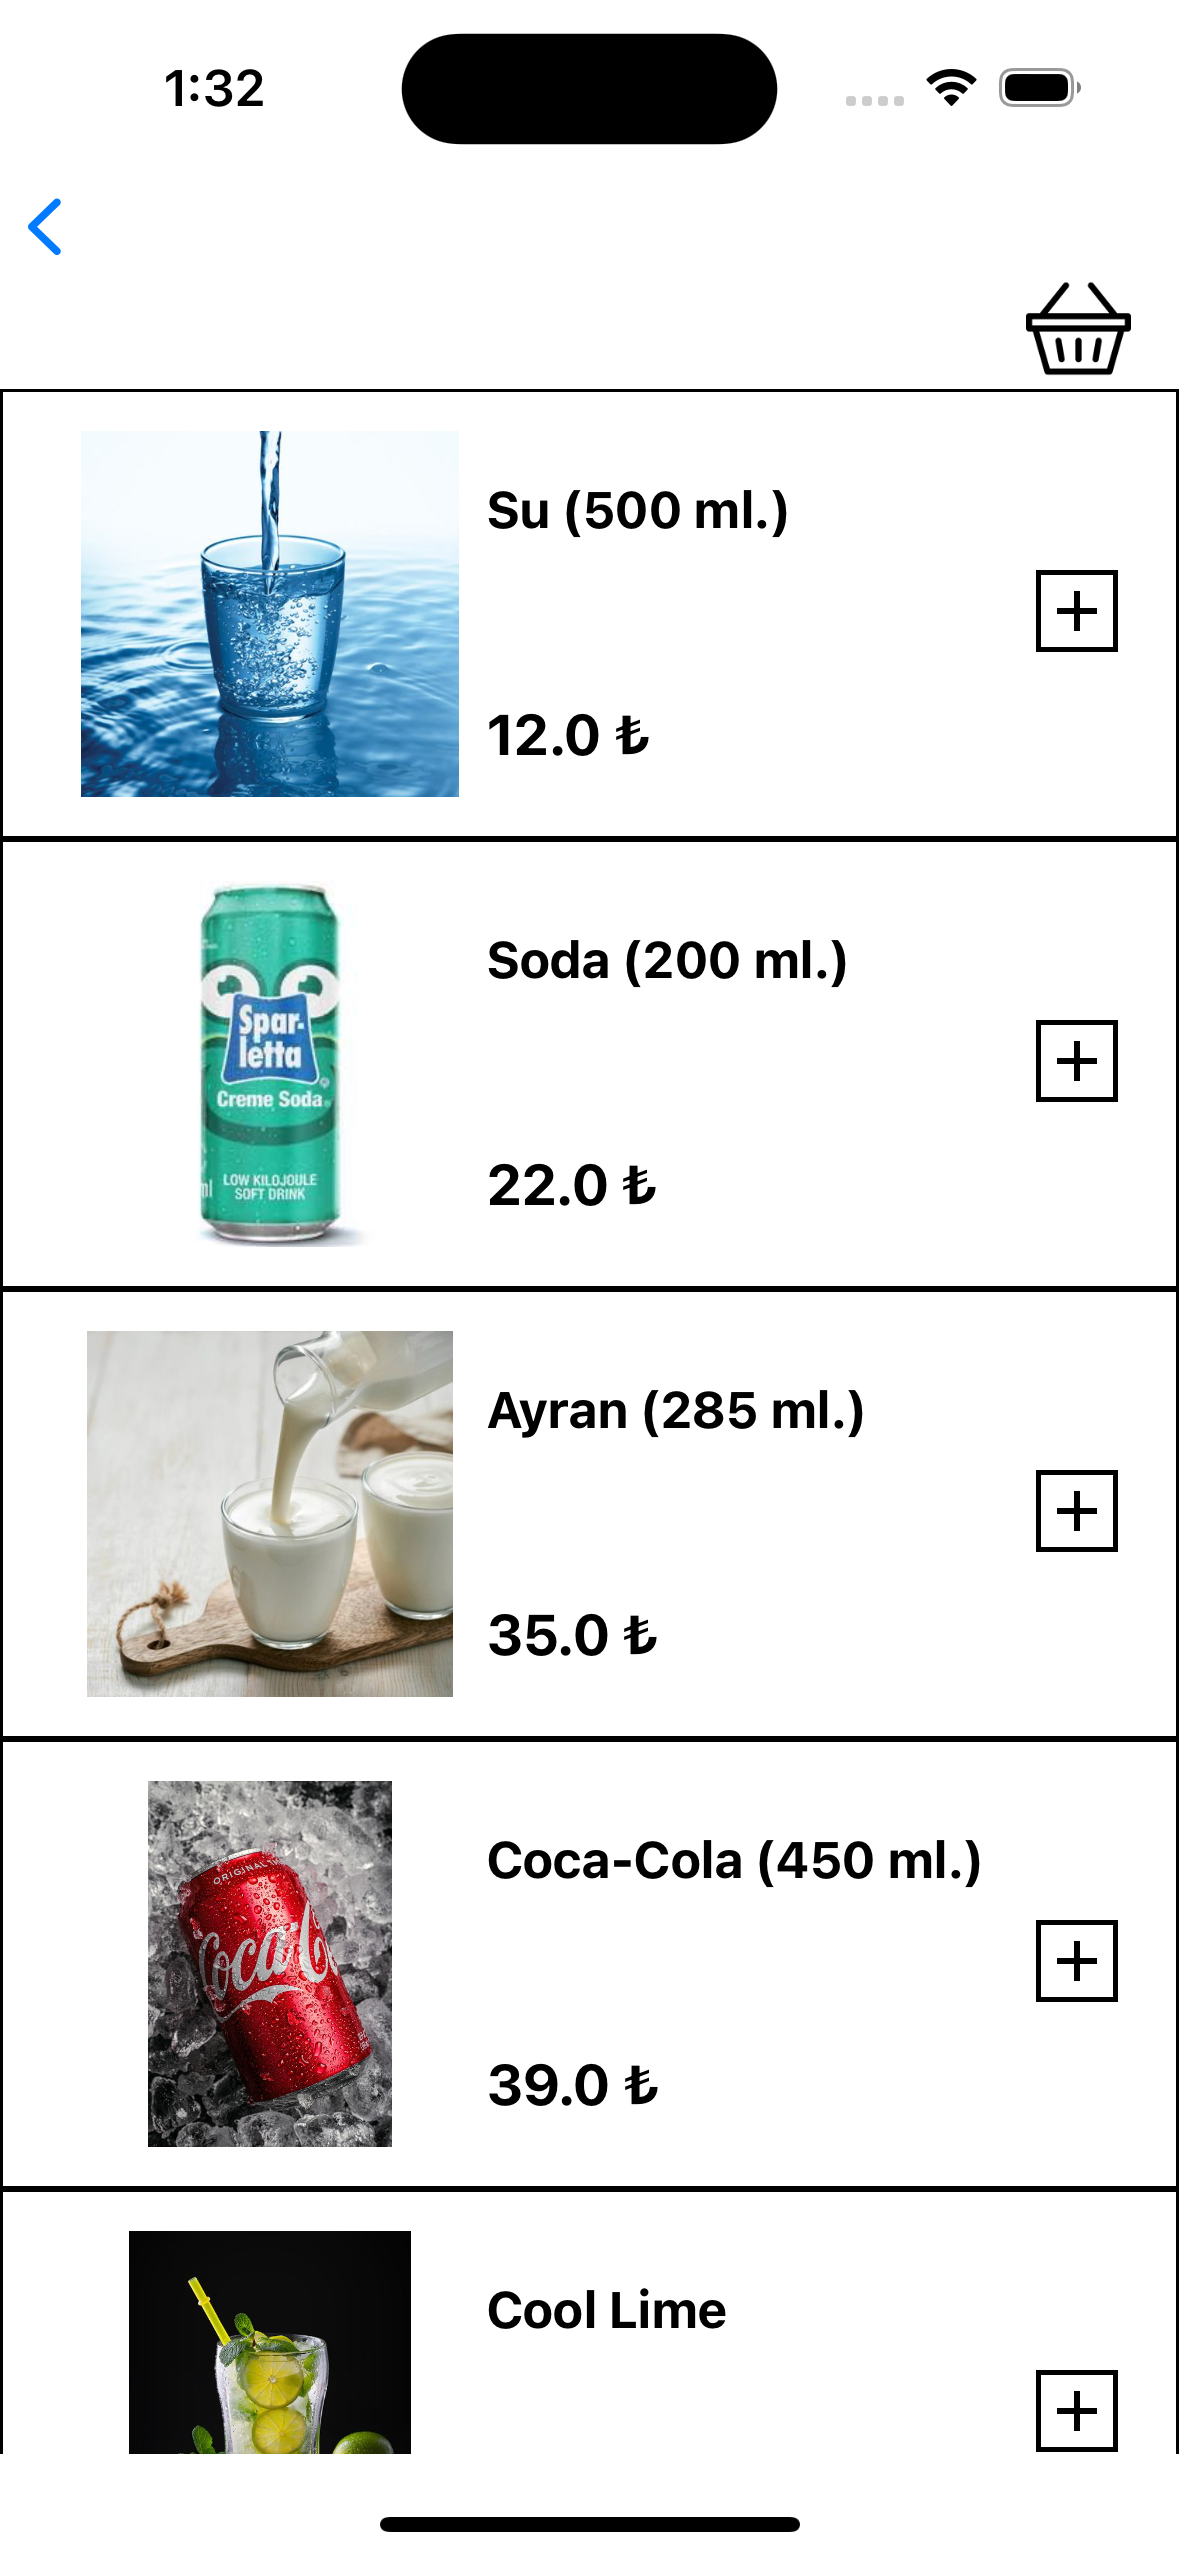 1:32
Su (500 ml.)
12.0 ₺
Spar-
letta
Creme Soda
LOW KILOJOULE
SOFT DRINK
Soda (200 ml.)
22.0 ₺
Ayran (285 ml.)
35.0 ₺
ORIGINAL
Coca-Cola (450 ml.)
Coca-C
39.0 ₺
Cool Lime